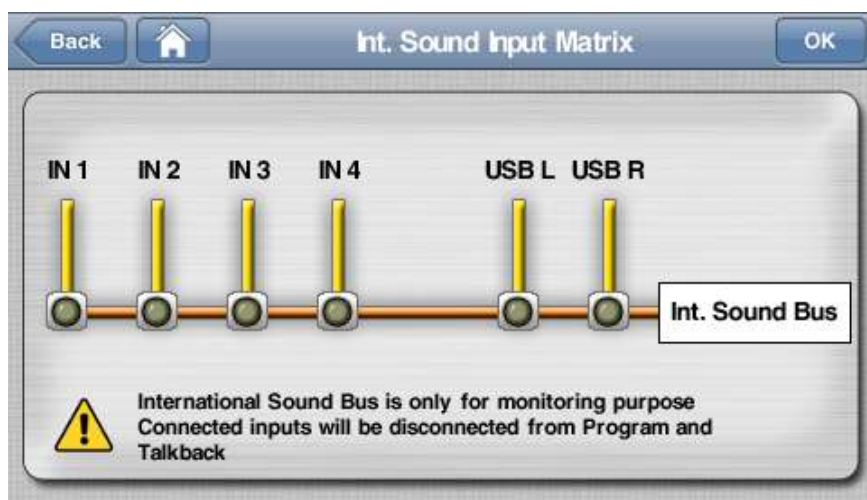 Back
Int. Sound Input Matrix
OK
IN 1 IN 2 IN 3 IN 4 USB L USB R
Int. Sound Bus
International Sound Bus is only for monitoring purpose
Connected inputs will be disconnected from Program and
Talkback